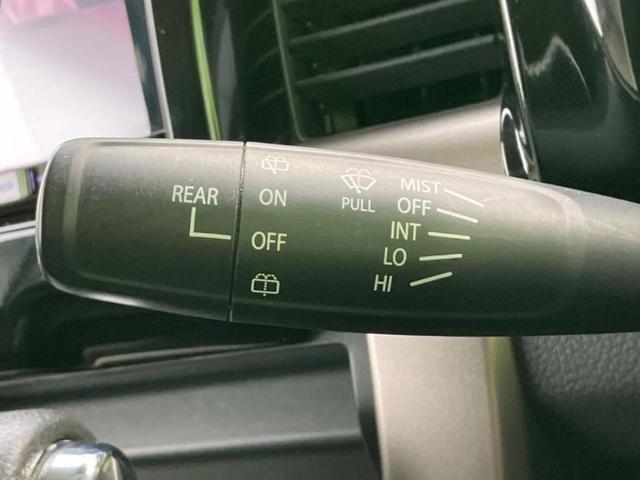 REAR
ON
OFF
PULL
MIST
OFF
INT
LO
HI